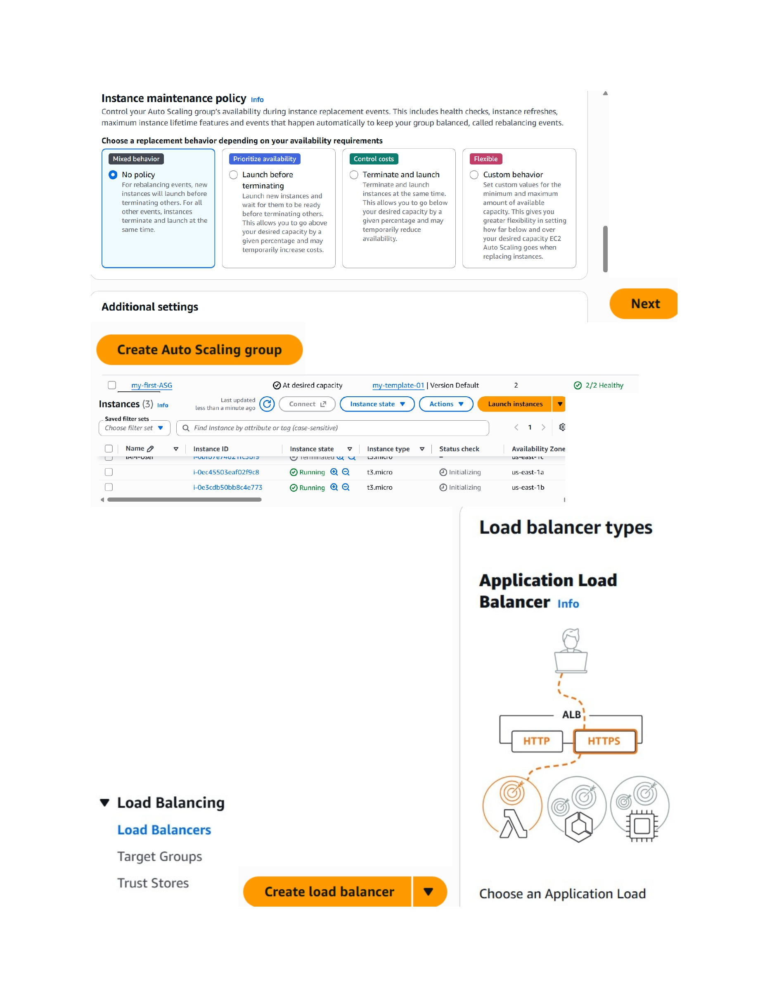 Instance maintenance policy Info
Control your Auto Scaling group's availability during instance replacement events. This includes health checks, instance refreshes,
maximum instance lifetime features and events that happen automatically to keep your group balanced, called rebalancing events.
Choose a replacement behavior depending on your availability requirements
Mixed behavior
No policy
For rebalancing events, new
instances will launch before
terminating others. For all
other events, instances
terminate and launch at the
same time.
Prioritize availability
Launch before
terminating
Launch new instances and
wait for them to be ready
before terminating others.
This allows you to go above
your desired capacity by a
given percentage and may
temporarily increase costs.
Control costs
Terminate and launch
Terminate and launch
instances at the same time.
This allows you to go below
your desired capacity by a
given percentage and may
temporarily reduce
availability.
Flexible
Custom behavior
Set custom values for the
minimum and maximum
amount of available
capacity. This gives you
greater flexibility in setting
how far below and over
your desired capacity EC2
Auto Scaling goes when
replacing instances.
Additional settings
Next
Create Auto Scaling group
my-first-ASG At desired capacity my-template-01 | Version Default 2 2/2 Healthy
Instances (3) Info Last updated less than a minute ago Connect Instance state Actions Launch instances
Saved filter sets
Choose filter set Find Instance by attribute or tag (case-sensitive) 1
Name Instance ID Instance state Instance type Status check Availability Zone
IAM-User Terminated t3.micro – us-east-1c
i-0ec45503eaf02f9c8 Running t3.micro Initializing us-east-1a
i-0e3cdb50bb8c4e773 Running t3.micro Initializing us-east-1b
Load balancer types
Application Load
Balancer Info
ALB
HTTP HTTPS
Load Balancing
Load Balancers
Target Groups
Trust Stores
Create load balancer
Choose an Application Load